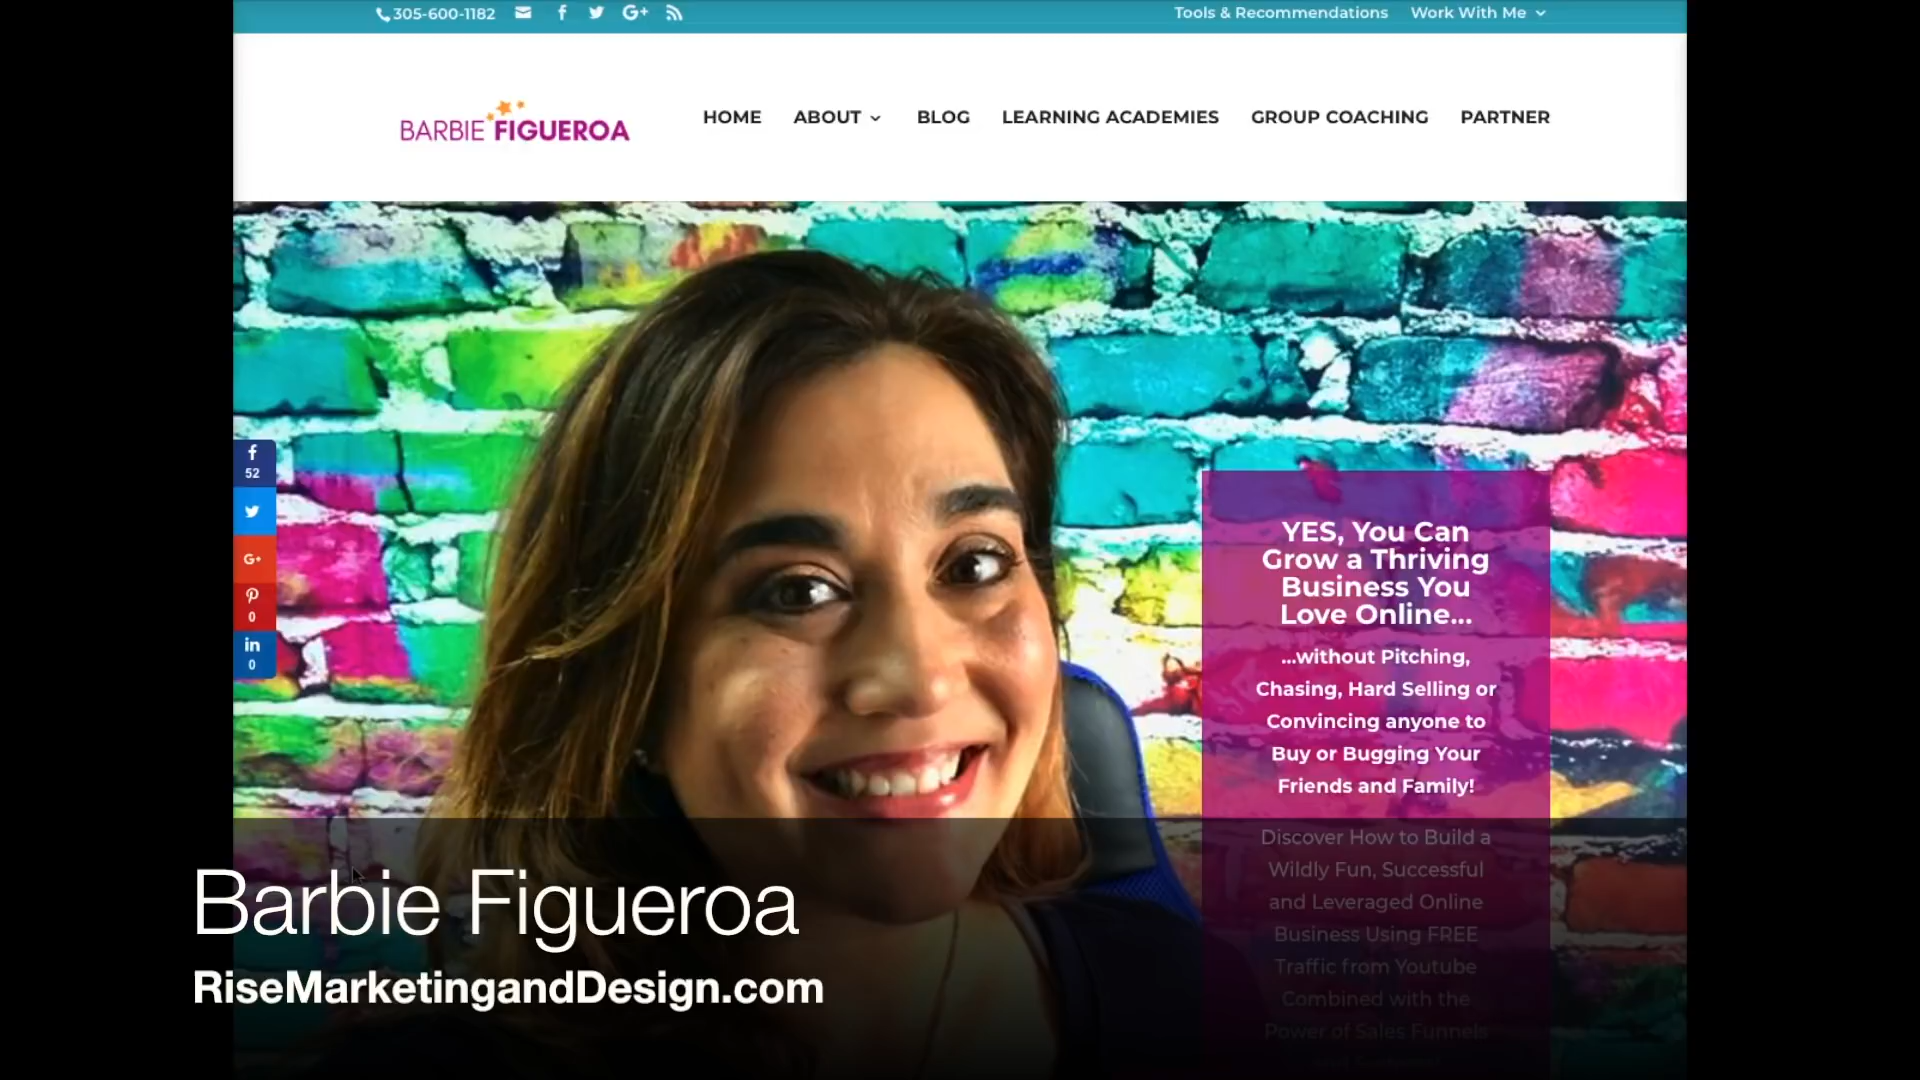 305-600-1182
Tools & Recommendations
Work With Me
BARBIE FIGUEROA
HOME
ABOUT
BLOG
LEARNING ACADEMIES
GROUP COACHING
PARTNER
f
G+
52
G+
0
in
0
YES, You Can
Grow a Thriving
Business You
Love Online...
...without Pitching,
Chasing, Hard Selling or
Convincing anyone to
Buy or Bugging Your
Friends and Family!
Discover How to Build a
Wildly Fun, Successful
and Leveraged Online
Business Using FREE
Traffic from Youtube
Combined with the
Power of Sales Funnels
Barbie Figueroa
RiseMarketingandDesign.com